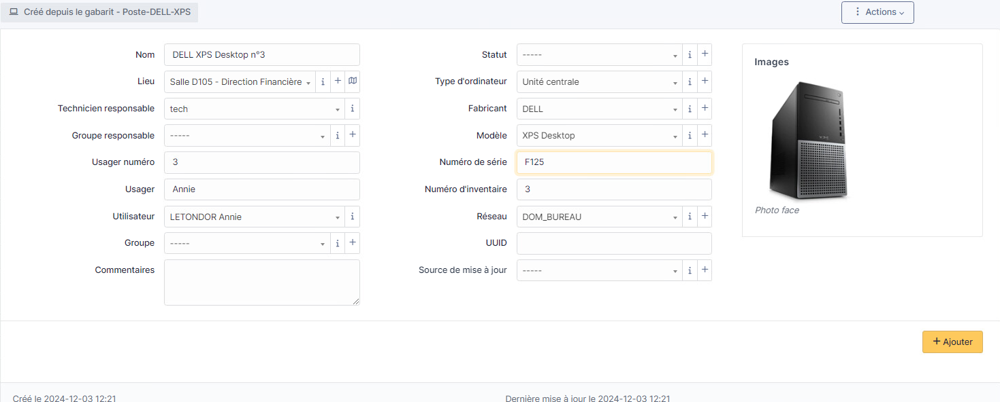 Créé depuis le gabarit - Poste-DELL-XPS
Actions
Nom DELL XPS Desktop n°3
Lieu Salle D105 - Direction Financière
Technicien responsable tech
Groupe responsable -----
Usager numéro 3
Usager Annie
Utilisateur LETONDOR Annie
Groupe -----
Commentaires
Statut -----
Type d'ordinateur Unité centrale
Fabricant DELL
Modèle XPS Desktop
Numéro de série F125
Numéro d'inventaire 3
Réseau DOM_BUREAU
UUID
Source de mise à jour -----
Images
Photo face
+ Ajouter
Créé le 2024-12-03 12:21
Dernière mise à jour le 2024-12-03 12:21